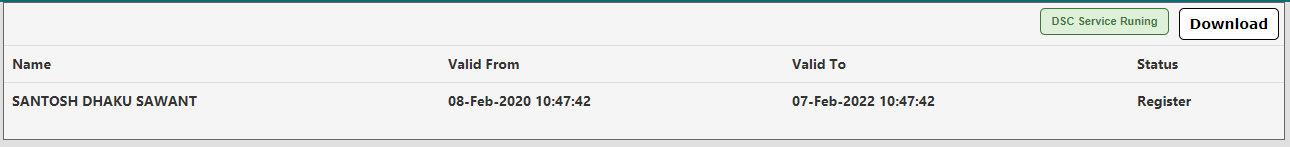 DSC Service Runing Download
Name Valid From Valid To Status
SANTOSH DHAKU SAWANT 08-Feb-2020 10:47:42 07-Feb-2022 10:47:42 Register